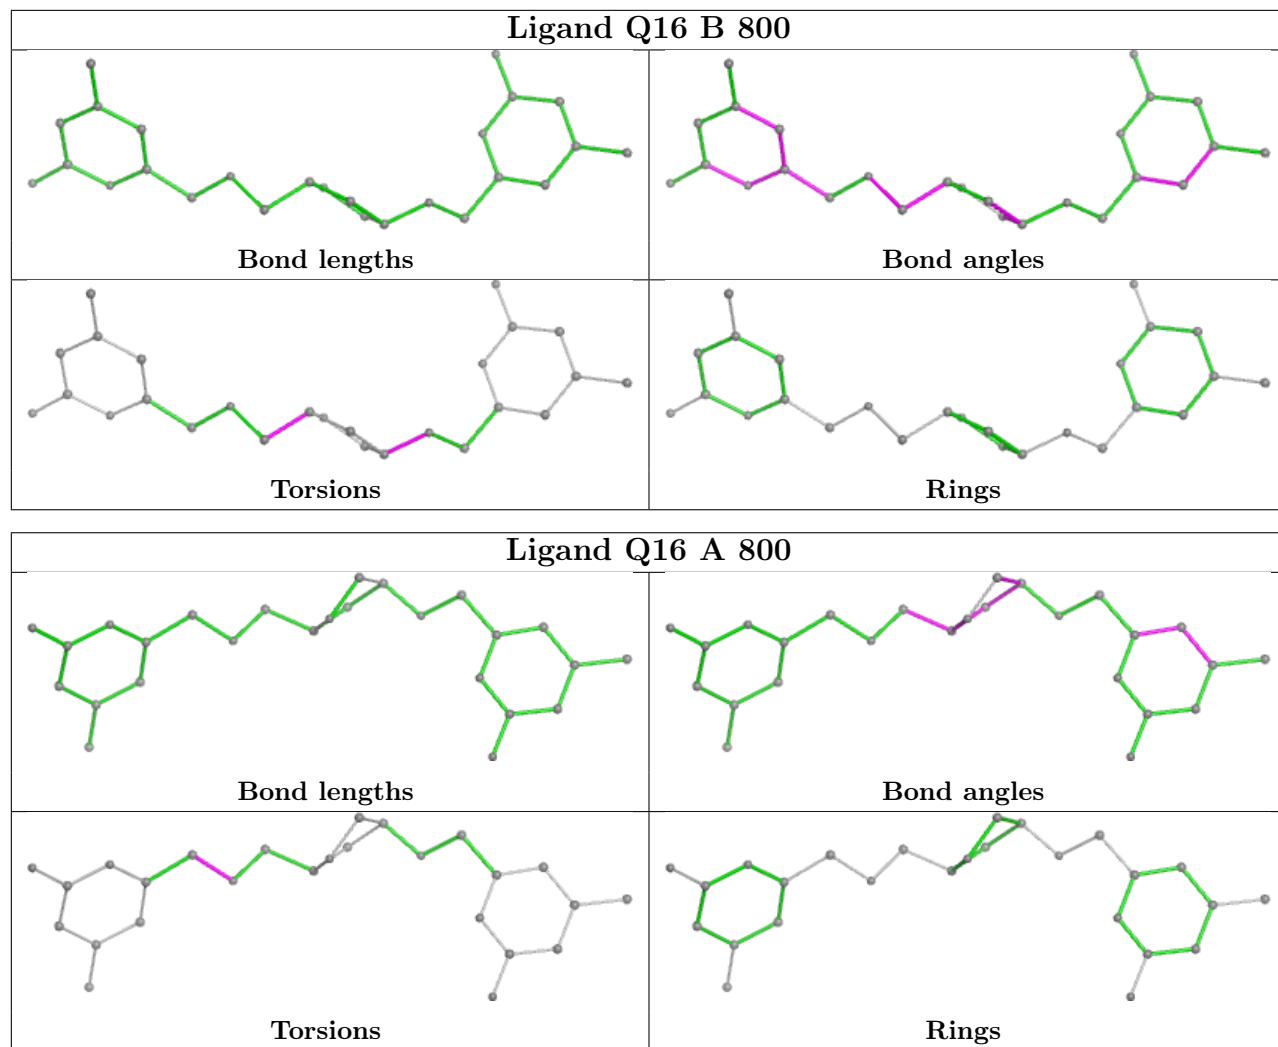 Ligand Q16 B 800
Bond lengths
Bond angles
Torsions
Rings
Ligand Q16 A 800
Bond lengths
Bond angles
Torsions
Rings